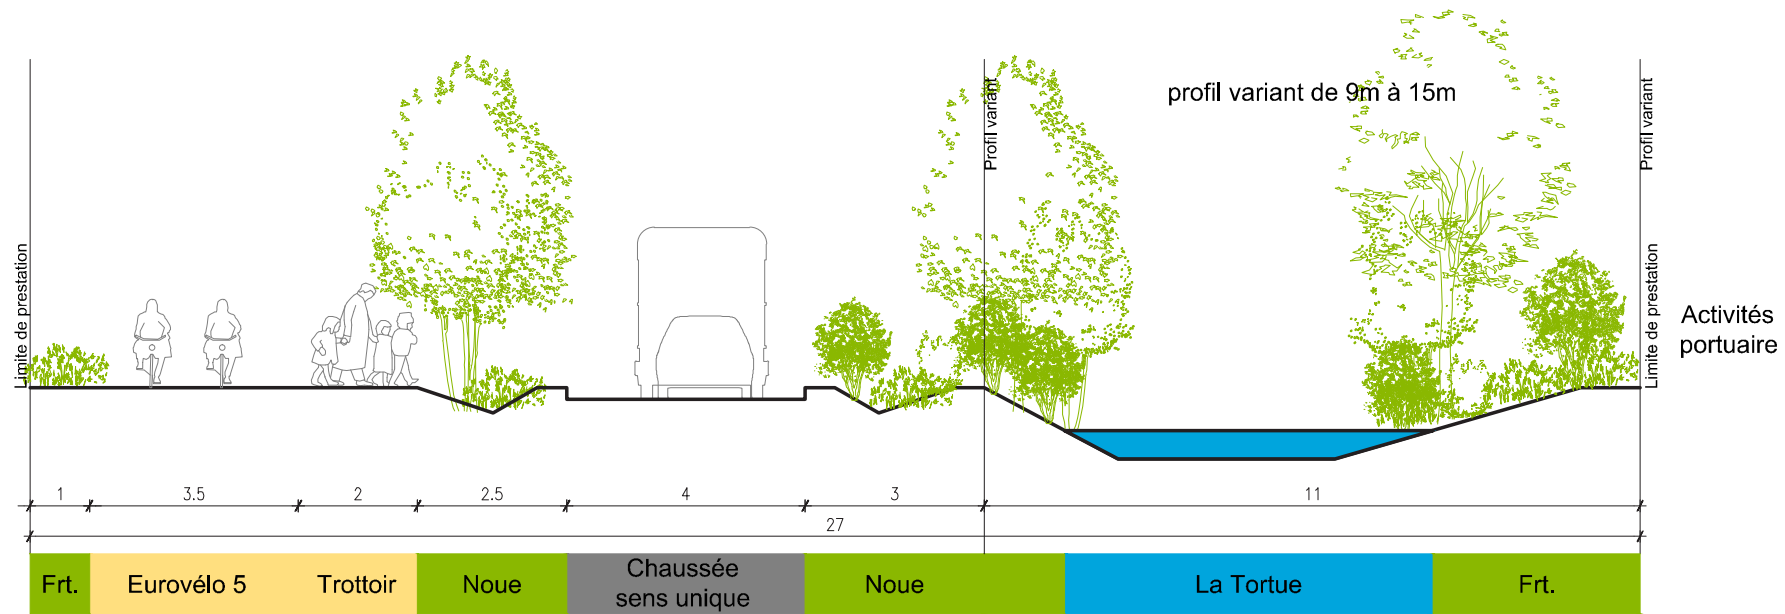 profil variant de 9m à 15m
Profil variant
Profil variant
Limite de prestation
Limite de prestation
Activités
portuaire
1
3.5
2
2.5
4
3
11
27
Frt.
Eurovélo 5
Trottoir
Noue
Chaussée
sens unique
Noue
La Tortue
Frt.